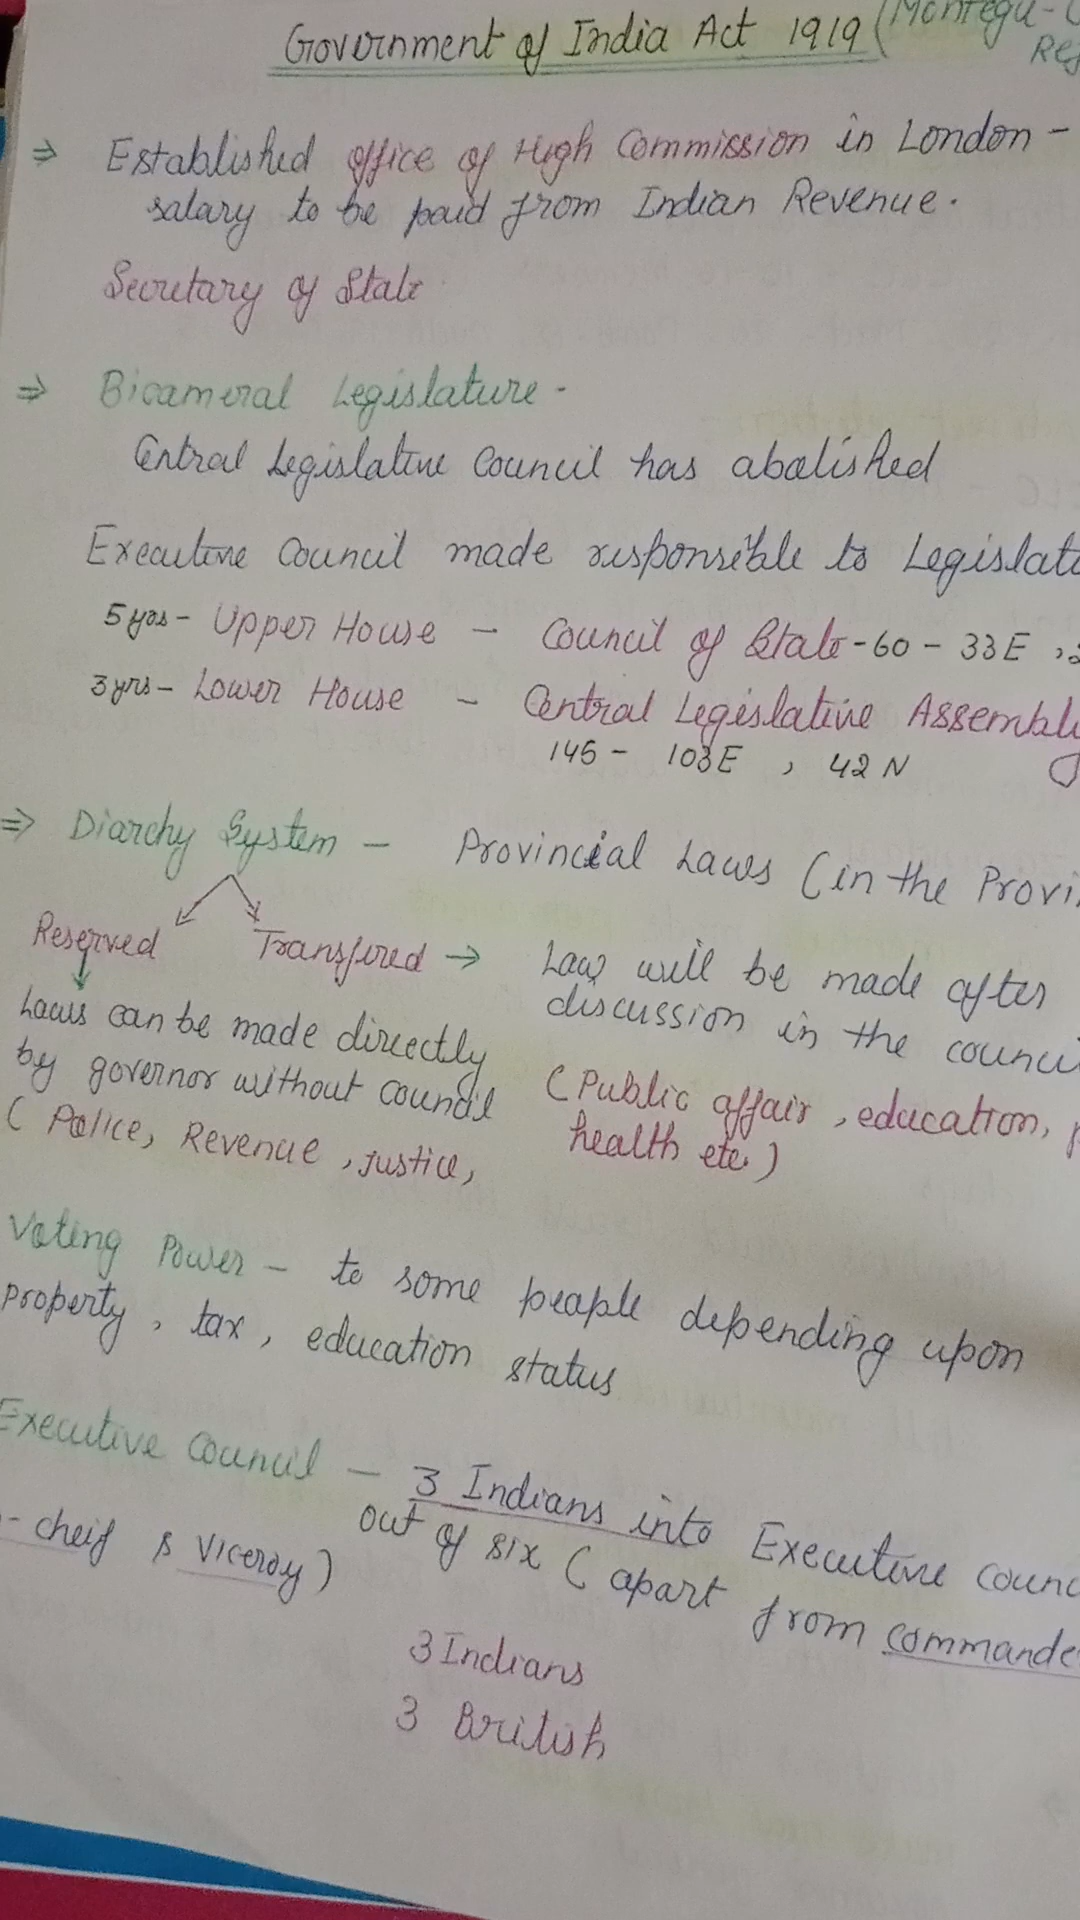 Government of India Act 1919 (Montegu-
⇒ Established office of High Commission in London -
salary to be paid from Indian Revenue.
Secretary of State
⇒ Bicameral Legislature -
Central Legislative Council has abolished
Executive Council made responsible to Legislat
5 yrs - Upper House - Council of State - 60 - 33E ,
3 yrs - Lower House - Central Legislative Assembly
145 - 103E , 42 N
⇒ Diarchy System - Provincial Laws (in the Provin
Reserved Transfired → Law will be made after
discussion in the counci
Laws can be made directly
by governor without council
(Public affair, education,
health etc.)
( Police, Revenue, justice,
Voting Power - to some people depending upon
property, tax, education status
Executive Council - 3 Indians into Executive counc
out of six ( apart from commande
- cheif & Viceroy )
3 Indians
3 British